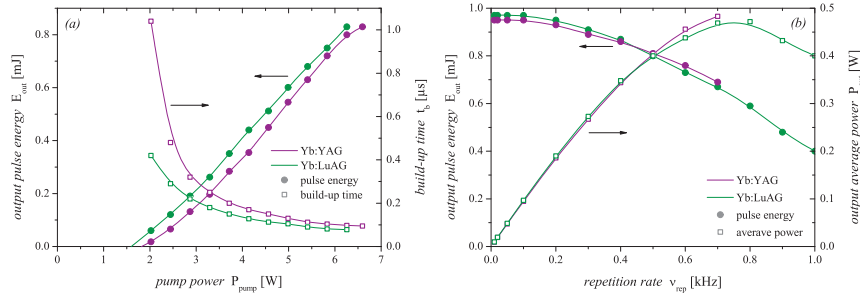 (a)
output pulse energy E_out [mJ]
0.8
0.6
0.4
0.2
0.0
0 1 2 3 4 5 6 7
pump power P_pump [W]
1.0
0.8
0.6
0.4
0.2
0.0
build-up time t_b [µs]
Yb:YAG
Yb:LuAG
pulse energy
build-up time
(b)
output pulse energy E_out [mJ]
1.0
0.8
0.6
0.4
0.2
0.0
0.0 0.2 0.4 0.6 0.8 1.0
repetition rate ν_rep [kHz]
0.5
0.4
0.3
0.2
0.1
0.0
Yb:YAG
Yb:LuAG
pulse energy
average power